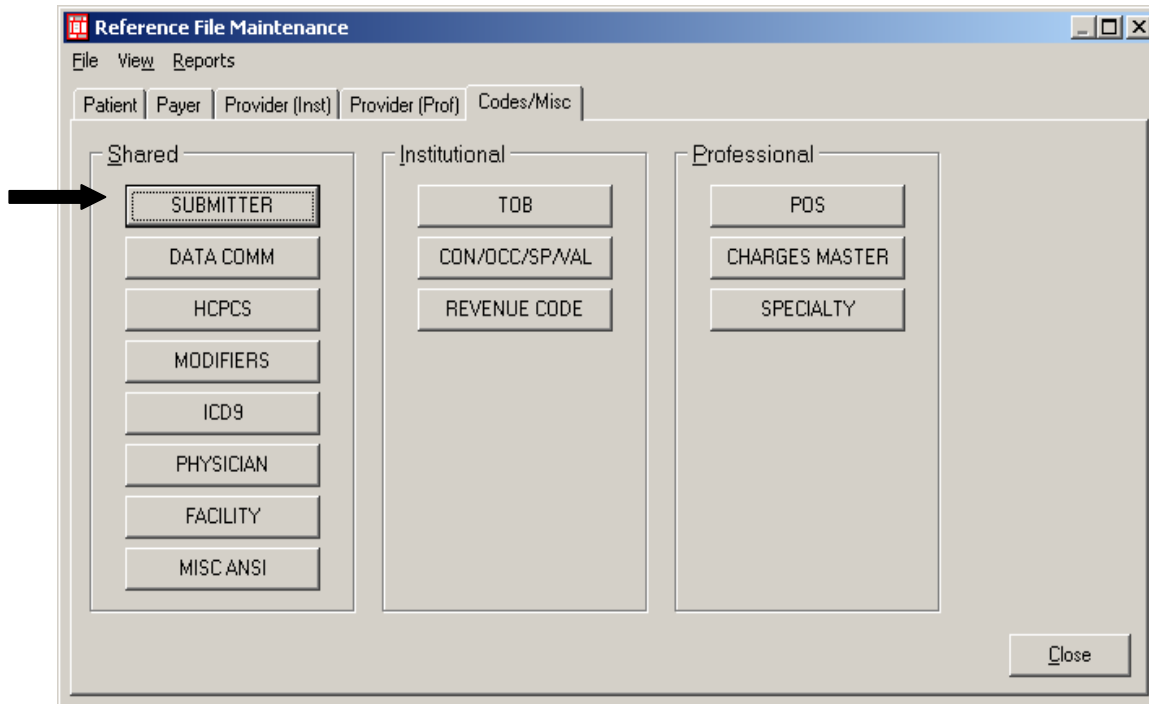 Reference File Maintenance
File View Reports
Patient Payer Provider (Inst) Provider (Prof) Codes/Misc
Shared
SUBMITTER
DATA COMM
HCPCS
MODIFIERS
ICD9
PHYSICIAN
FACILITY
MISC ANSI
Institutional
TOB
CON/OCC/SP/VAL
REVENUE CODE
Professional
POS
CHARGES MASTER
SPECIALTY
Close